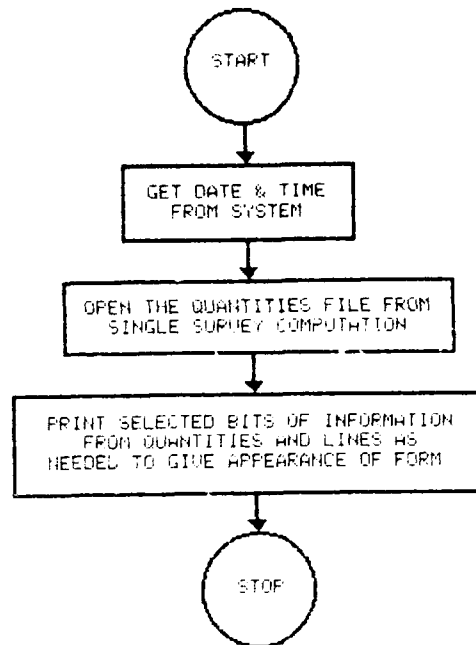 START
GET DATE & TIME
FROM SYSTEM
OPEN THE QUANTITIES FILE FROM
SINGLE SURVEY COMPUTATION
PRINT SELECTED BITS OF INFORMATION
FROM QUANTITIES AND LINES AS
NEEDED TO GIVE APPEARANCE OF FORM
STOP